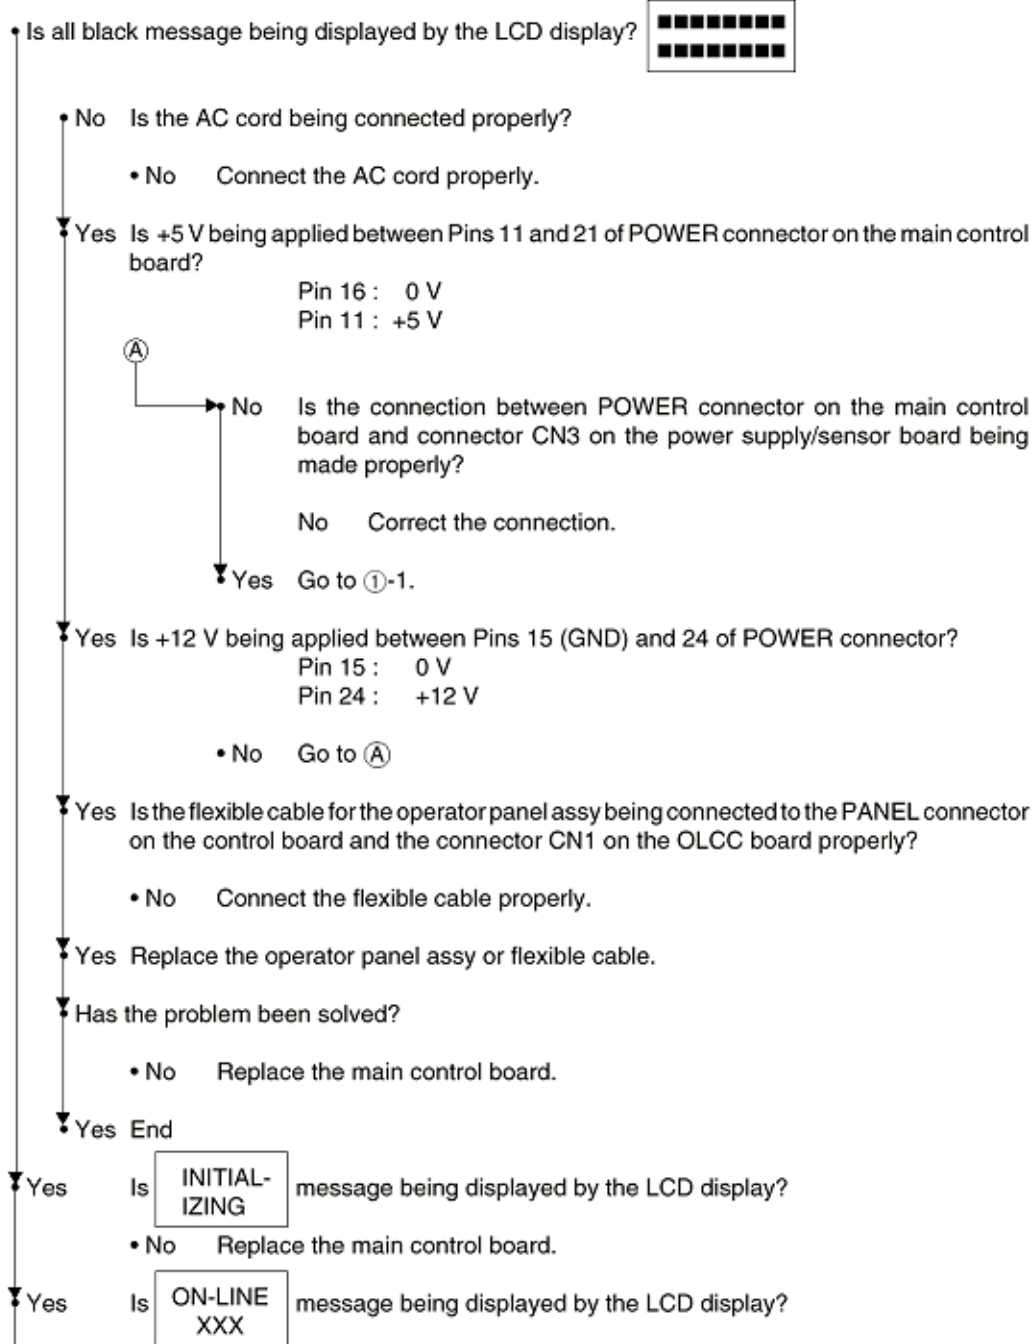 • Is all black message being displayed by the LCD display?
• No Is the AC cord being connected properly?
• No Connect the AC cord properly.
Yes Is +5 V being applied between Pins 11 and 21 of POWER connector on the main control
board?
Pin 16 : 0 V
Pin 11 : +5 V
Ⓐ
No Is the connection between POWER connector on the main control
board and connector CN3 on the power supply/sensor board being
made properly?
No Correct the connection.
Yes Go to ①-1.
Yes Is +12 V being applied between Pins 15 (GND) and 24 of POWER connector?
Pin 15 : 0 V
Pin 24 : +12 V
• No Go to Ⓐ
Yes Is the flexible cable for the operator panel assy being connected to the PANEL connector
on the control board and the connector CN1 on the OLCC board properly?
• No Connect the flexible cable properly.
Yes Replace the operator panel assy or flexible cable.
Has the problem been solved?
• No Replace the main control board.
Yes End
Yes Is INITIAL-
IZING message being displayed by the LCD display?
• No Replace the main control board.
Yes Is ON-LINE
XXX message being displayed by the LCD display?